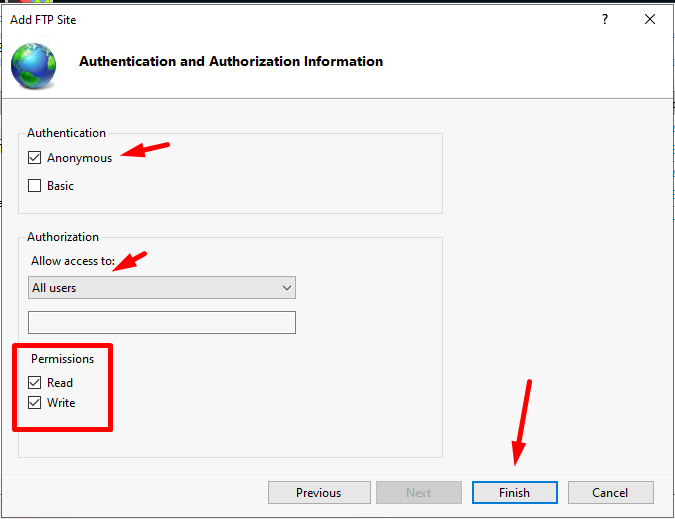 Add FTP Site
?
Authentication and Authorization Information
Authentication
Anonymous
Basic
Authorization
Allow access to:
All users
Permissions
Read
Write
Previous
Next
Finish
Cancel